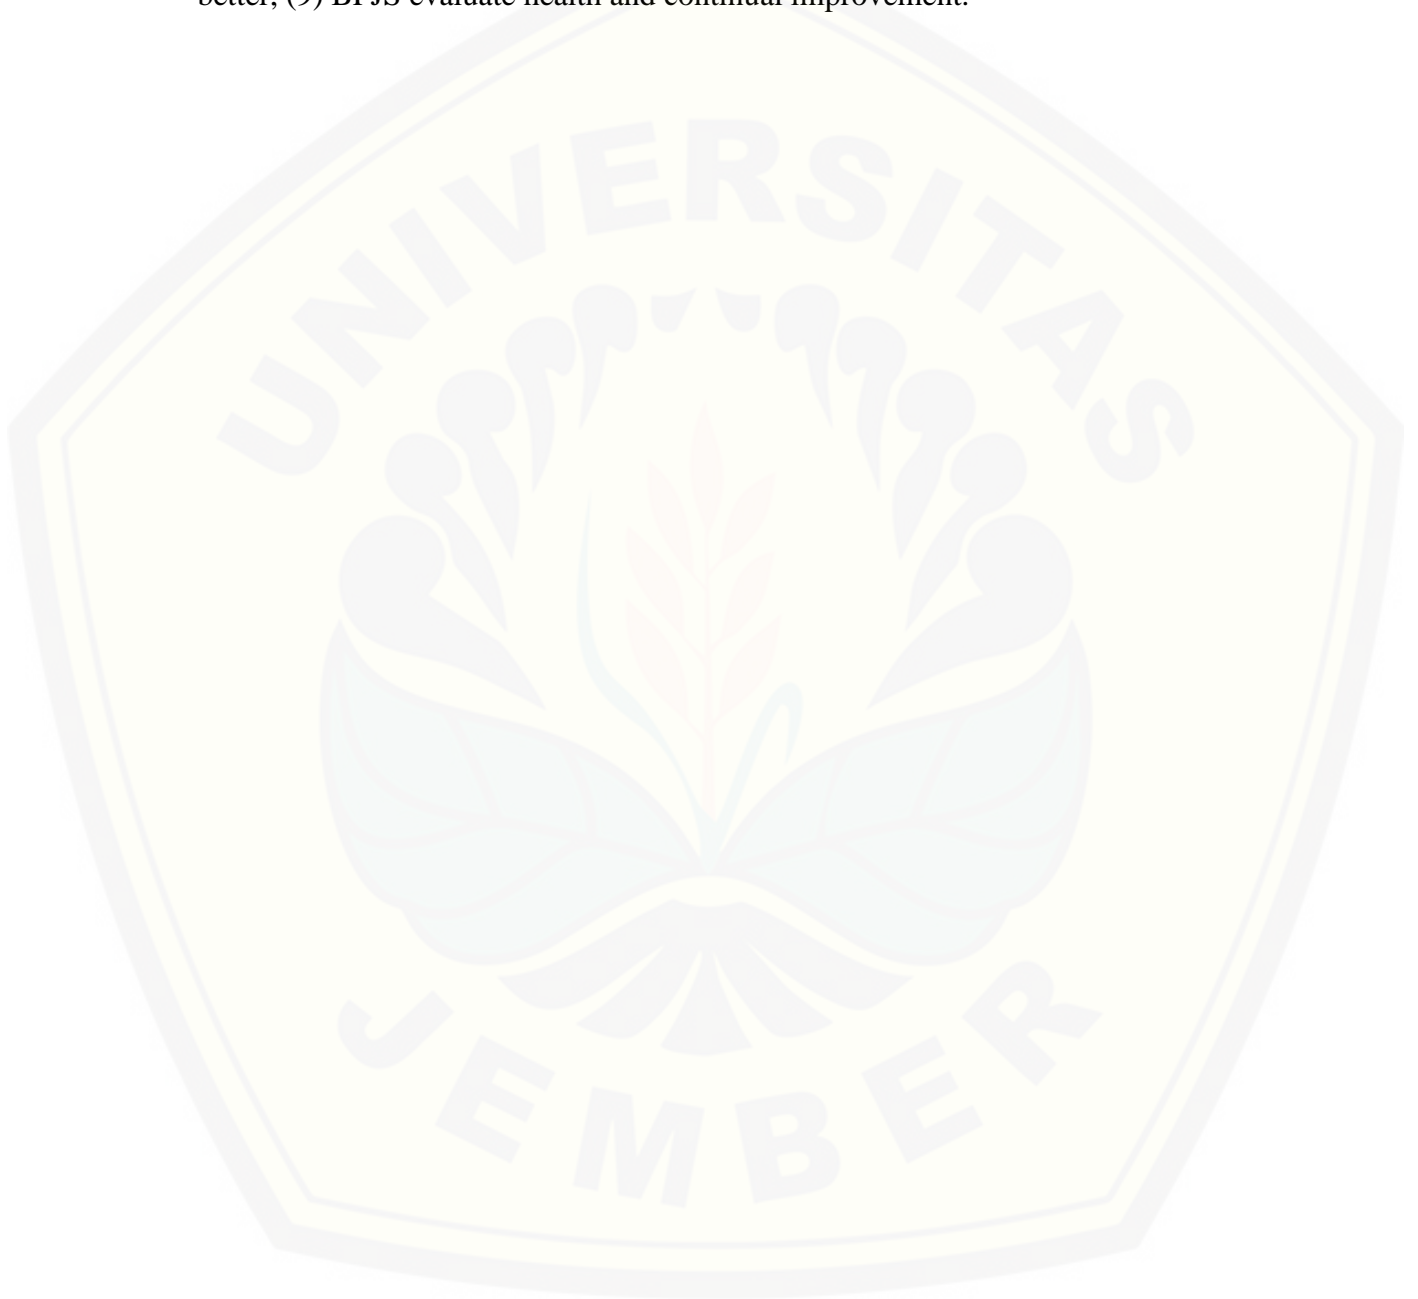 better; (9) BPJS evaluate health and continual improvement.
UNIVERSITAS
JEMBER